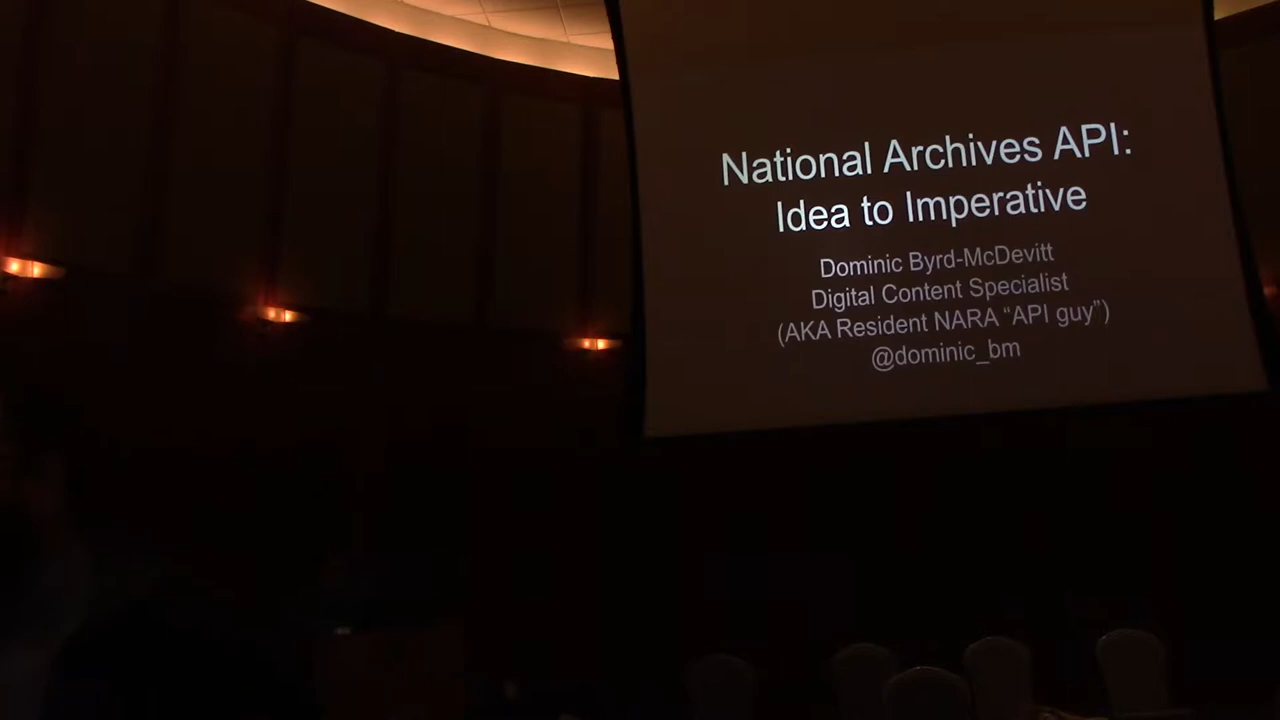 National Archives API:
Idea to Imperative
Dominic Byrd-McDevitt
Digital Content Specialist
(AKA Resident NARA “API guy”)
@dominic_bm